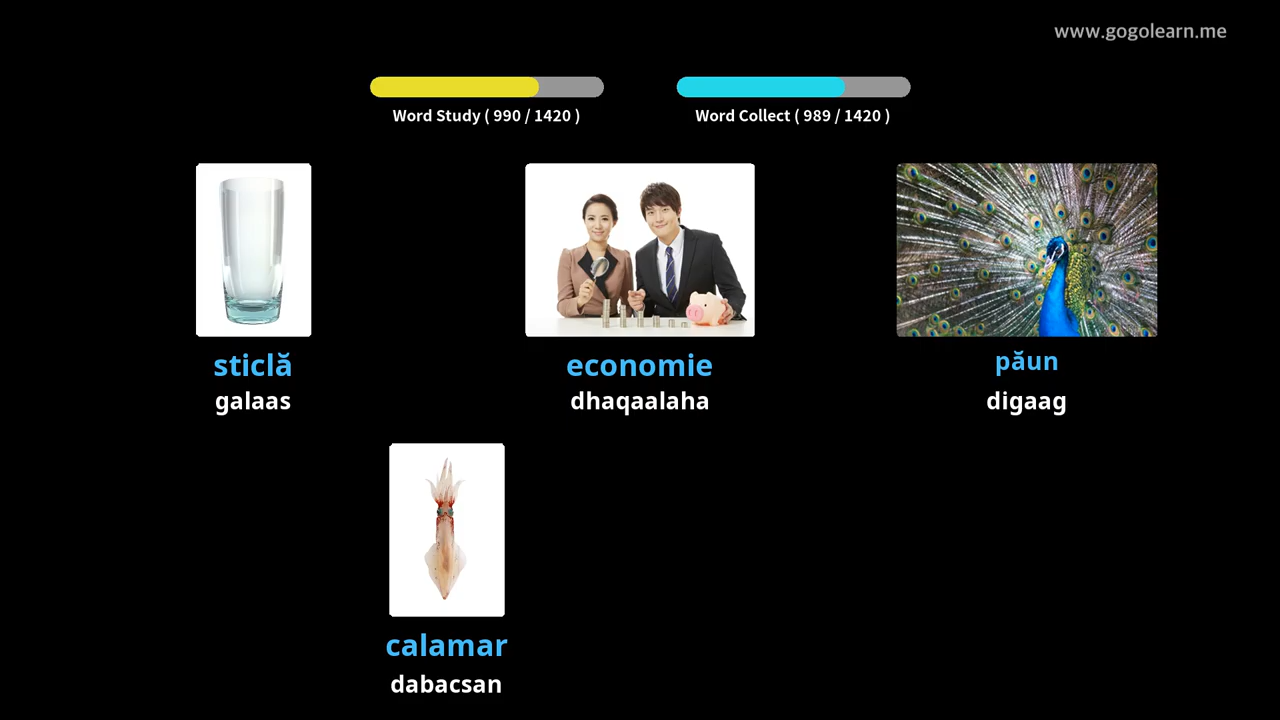 www.gogolearn.me
Word Study ( 990 / 1420 )
Word Collect ( 989 / 1420 )
sticlă
galaas
economie
dhaqaalaha
păun
digaag
calamar
dabacsan